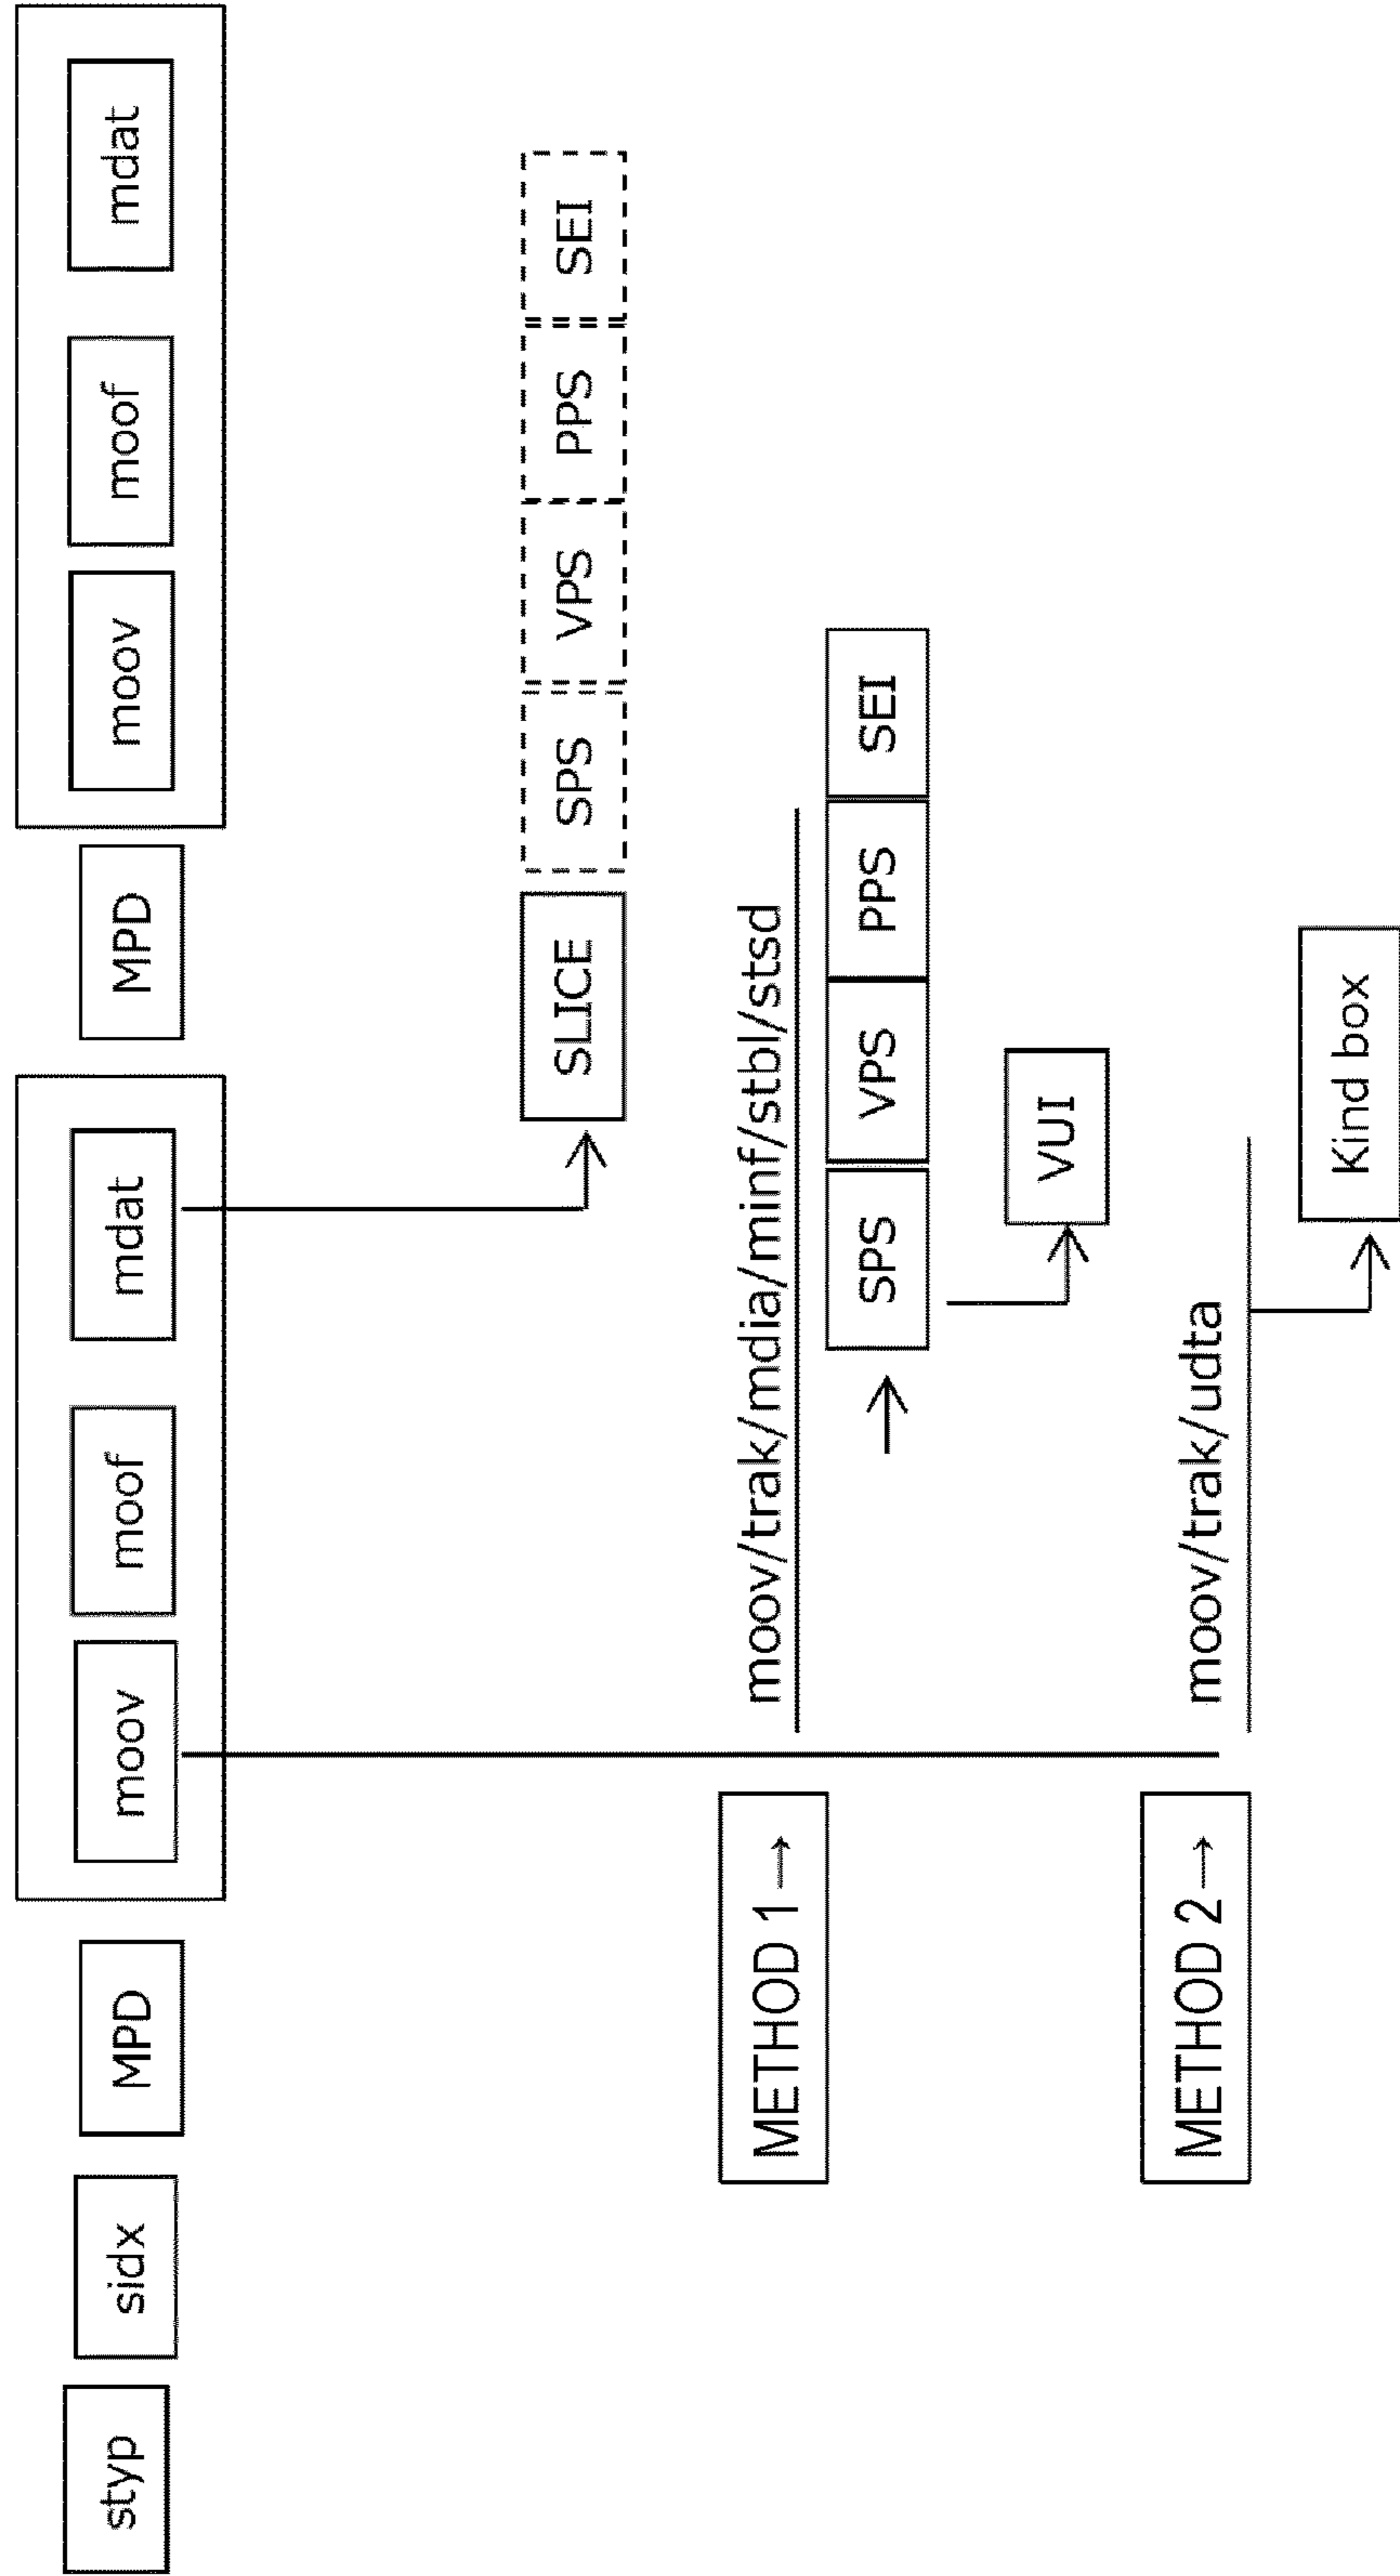 styp sidx MPD moov moof mdat MPD moov moof mdat
SLICE SPS VPS PPS SEI
METHOD 1→ moov/trak/mdia/minf/stbl/stsd
SPS VPS PPS SEI
VUI
METHOD 2→ moov/trak/udta
Kind box